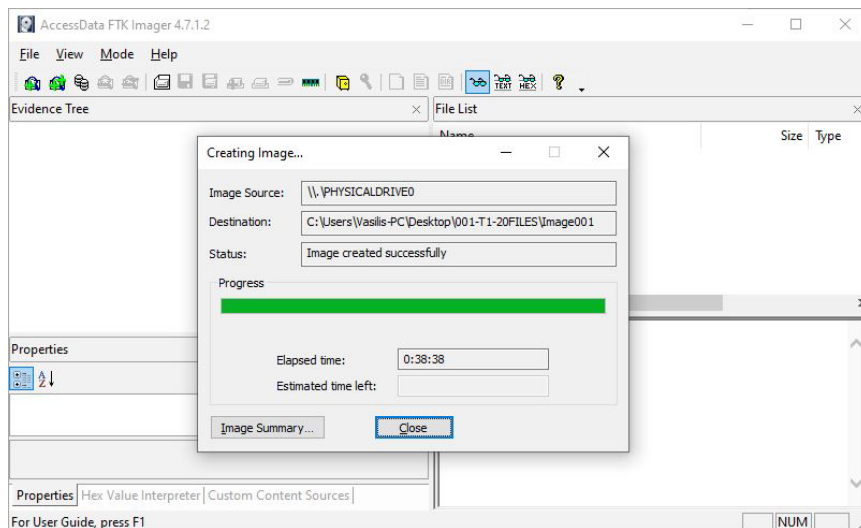 AccessData FTK Imager 4.7.1.2
File View Mode Help
TEXT HEX
Evidence Tree
File List
Name Size Type
Creating Image...
Image Source: \\.\PHYSICALDRIVE0
Destination: C:\Users\Vasilis-PC\Desktop\001-T1-20FILES\Image001
Status: Image created successfully
Progress
Elapsed time: 0:38:38
Estimated time left:
Image Summary... Close
Properties
Properties Hex Value Interpreter Custom Content Sources
For User Guide, press F1
NUM